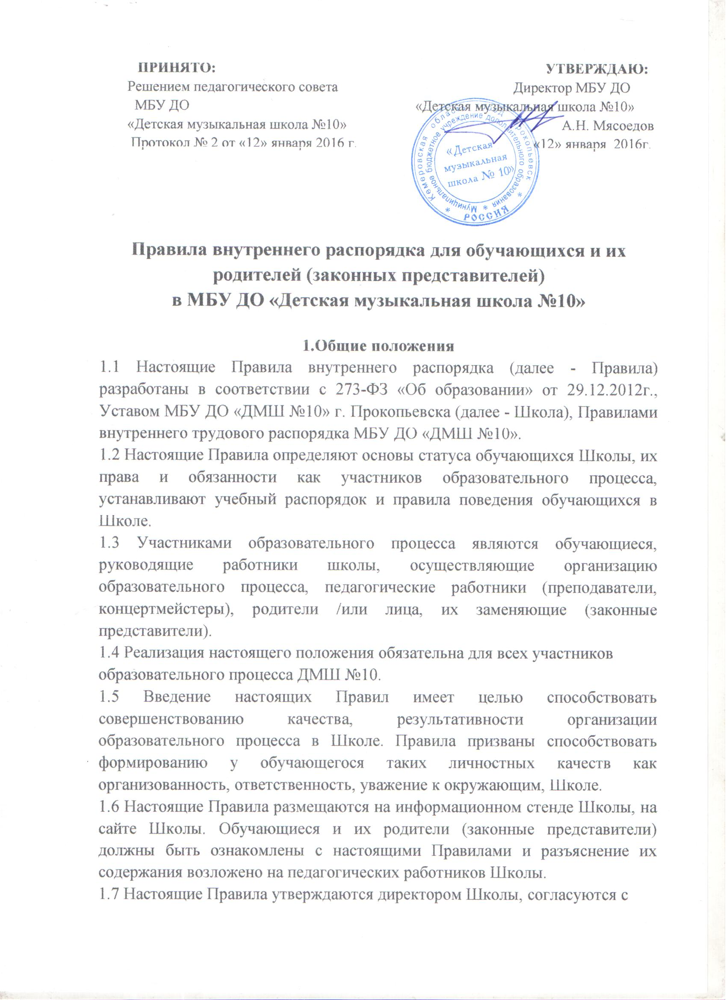 ПРИНЯТО:
Решением педагогического совета
МБУ ДО
«Детская музыкальная школа №10»
Протокол № 2 от «12» января 2016 г.
УТВЕРЖДАЮ:
Директор МБУ ДО
«Детская музыкальная школа №10»
А.Н. Мясоедов
«12» января 2016г.
Кемеровская область город Прокопьевск * РОССИЯ *
Муниципальное бюджетное учреждение дополнительного образования *
«Детская
музыкальная
школа № 10»
Правила внутреннего распорядка для обучающихся и их
родителей (законных представителей)
в МБУ ДО «Детская музыкальная школа №10»
1.Общие положения
1.1 Настоящие Правила внутреннего распорядка (далее - Правила)
разработаны в соответствии с 273-ФЗ «Об образовании» от 29.12.2012г.,
Уставом МБУ ДО «ДМШ №10» г. Прокопьевска (далее - Школа), Правилами
внутреннего трудового распорядка МБУ ДО «ДМШ №10».
1.2 Настоящие Правила определяют основы статуса обучающихся Школы, их
права и обязанности как участников образовательного процесса,
устанавливают учебный распорядок и правила поведения обучающихся в
Школе.
1.3 Участниками образовательного процесса являются обучающиеся,
руководящие работники школы, осуществляющие организацию
образовательного процесса, педагогические работники (преподаватели,
концертмейстеры), родители /или лица, их заменяющие (законные
представители).
1.4 Реализация настоящего положения обязательна для всех участников
образовательного процесса ДМШ №10.
1.5 Введение настоящих Правил имеет целью способствовать
совершенствованию качества, результативности организации
образовательного процесса в Школе. Правила призваны способствовать
формированию у обучающегося таких личностных качеств как
организованность, ответственность, уважение к окружающим, Школе.
1.6 Настоящие Правила размещаются на информационном стенде Школы, на
сайте Школы. Обучающиеся и их родители (законные представители)
должны быть ознакомлены с настоящими Правилами и разъяснение их
содержания возложено на педагогических работников Школы.
1.7 Настоящие Правила утверждаются директором Школы, согласуются с